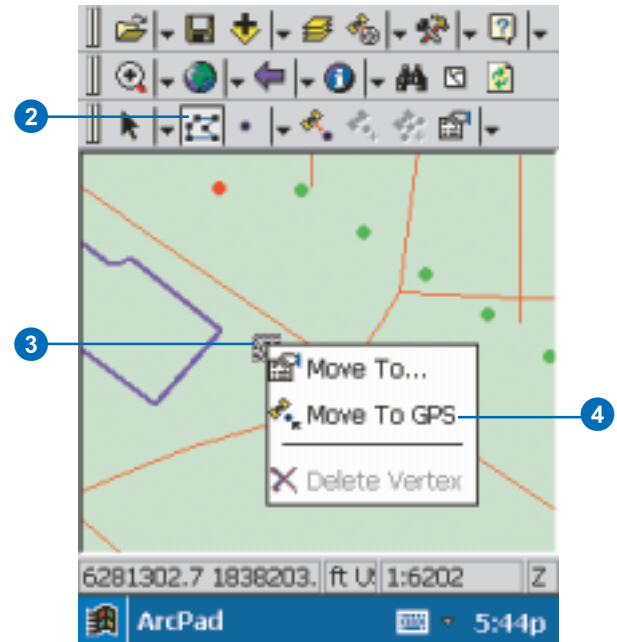 2
3
Move To...
Move To GPS
4
Delete Vertex
6281302.7 1838203. ft 1:6202 Z
ArcPad 5:44p